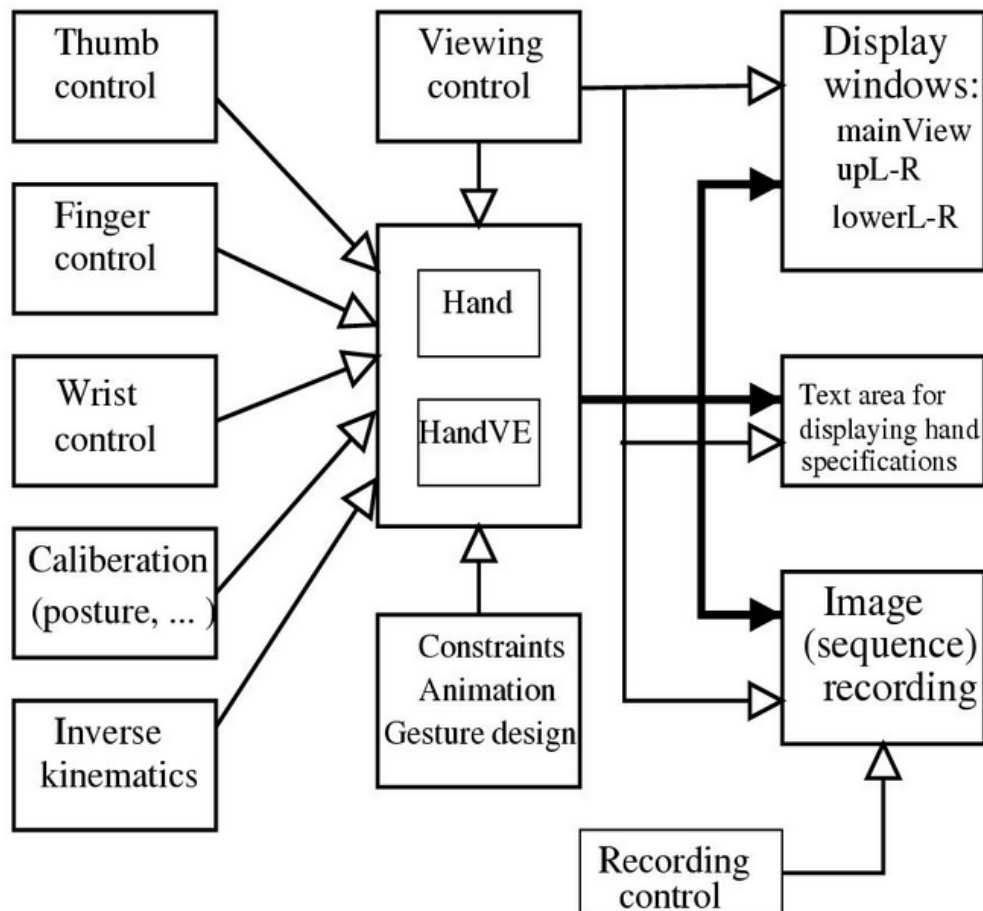 Thumb
control
Finger
control
Wrist
control
Caliberation
(posture, ... )
Inverse
kinematics
Viewing
control
Hand
HandVE
Constraints
Animation
Gesture design
Display
windows:
mainView
upL-R
lowerL-R
Text area for
displaying hand
specifications
Image
(sequence)
recording
Recording
control